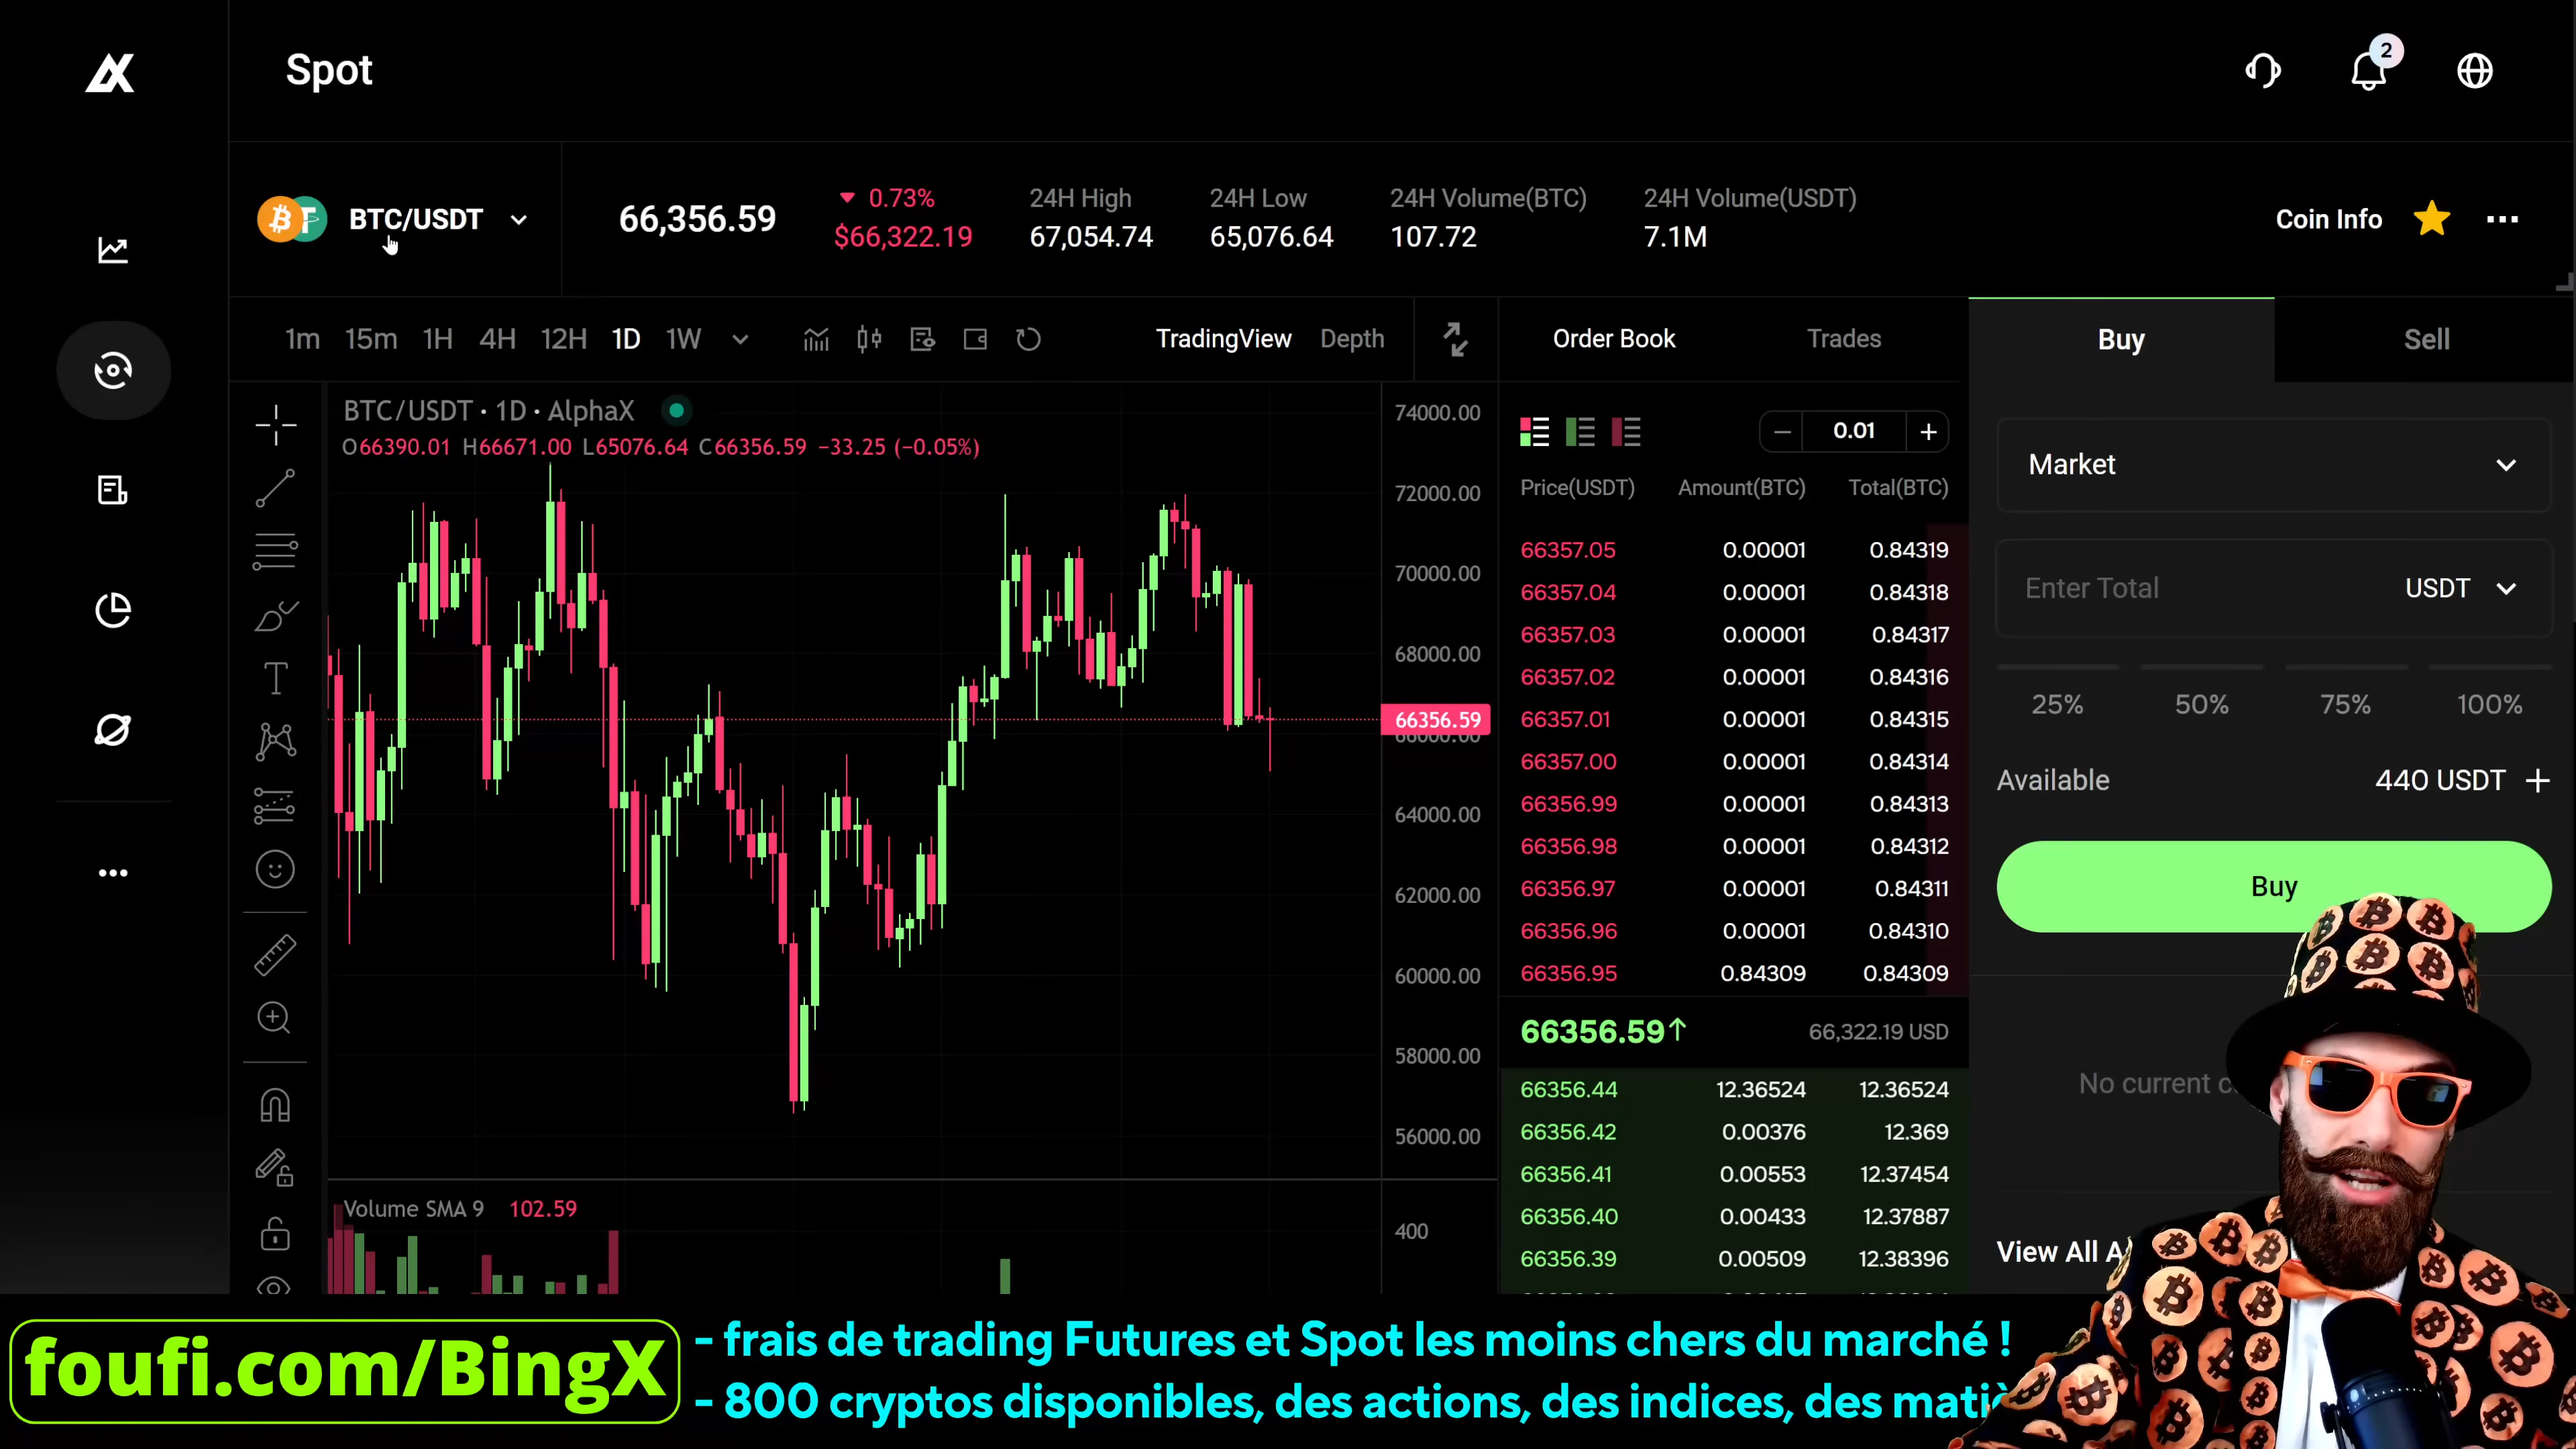 Spot
2
BTC/USDT
66,356.59
0.73%
$66,322.19
24H High
67,054.74
24H Low
65,076.64
24H Volume(BTC)
107.72
24H Volume(USDT)
7.1M
Coin Info
1m 15m 1H 4H 12H 1D 1W
TradingView Depth
Order Book Trades
Buy Sell
BTC/USDT · 1D · AlphaX
O66390.01 H66671.00 L65076.64 C66356.59 −33.25 (−0.05%)
74000.00
72000.00
70000.00
68000.00
66356.59
66000.00
64000.00
62000.00
60000.00
58000.00
56000.00
Volume SMA 9 102.59
400
0.01
Price(USDT) Amount(BTC) Total(BTC)
66357.05 0.00001 0.84319
66357.04 0.00001 0.84318
66357.03 0.00001 0.84317
66357.02 0.00001 0.84316
66357.01 0.00001 0.84315
66357.00 0.00001 0.84314
66356.99 0.00001 0.84313
66356.98 0.00001 0.84312
66356.97 0.00001 0.84311
66356.96 0.00001 0.84310
66356.95 0.84309 0.84309
66356.59↑ 66,322.19 USD
66356.44 12.36524 12.36524
66356.42 0.00376 12.369
66356.41 0.00553 12.37454
66356.40 0.00433 12.37887
66356.39 0.00509 12.38396
Market
Enter Total USDT
25% 50% 75% 100%
Available 440 USDT
Buy
No current
View All
foufi.com/BingX
- frais de trading Futures et Spot les moins chers du marché !
- 800 cryptos disponibles, des actions, des indices, des